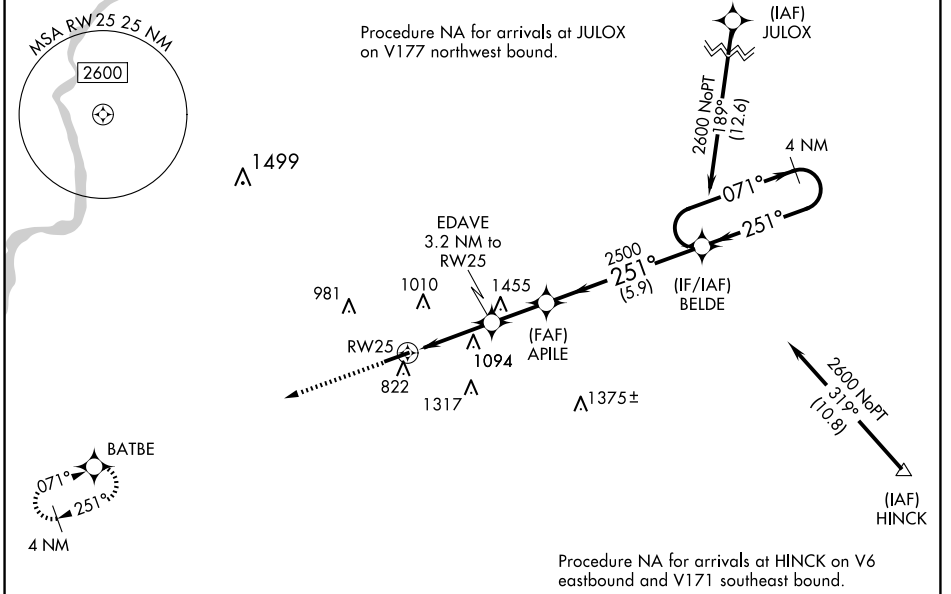 MSA RW25 25 NM
2600
Procedure NA for arrivals at JULOX
on V177 northwest bound.
(IAF)
JULOX
2600 NoPT
189°
(12.6)
4 NM
071°
251°
1499
EDAVE
3.2 NM to
RW25
2500
251°
(5.9)
(IF/IAF)
BELDE
981
1010
1455
(FAF)
APILE
RW25
1094
822
1317
1375±
2600 NoPT
319°
(10.8)
BATBE
071°
251°
4 NM
(IAF)
HINCK
Procedure NA for arrivals at HINCK on V6
eastbound and V171 southeast bound.